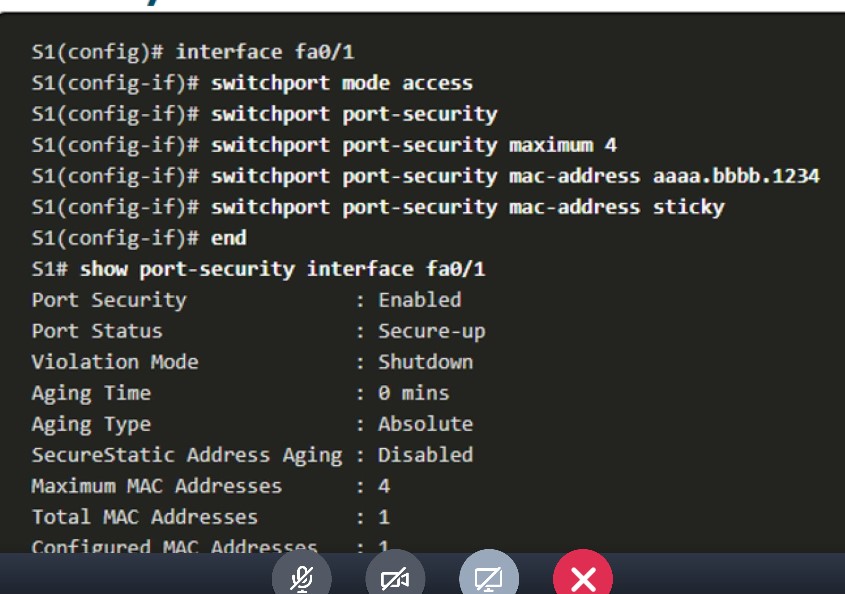 S1(config)# interface fa0/1
S1(config-if)# switchport mode access
S1(config-if)# switchport port-security
S1(config-if)# switchport port-security maximum 4
S1(config-if)# switchport port-security mac-address aaaa.bbbb.1234
S1(config-if)# switchport port-security mac-address sticky
S1(config-if)# end
S1# show port-security interface fa0/1
Port Security : Enabled
Port Status : Secure-up
Violation Mode : Shutdown
Aging Time : 0 mins
Aging Type : Absolute
SecureStatic Address Aging : Disabled
Maximum MAC Addresses : 4
Total MAC Addresses : 1
Configured MAC Addresses : 1